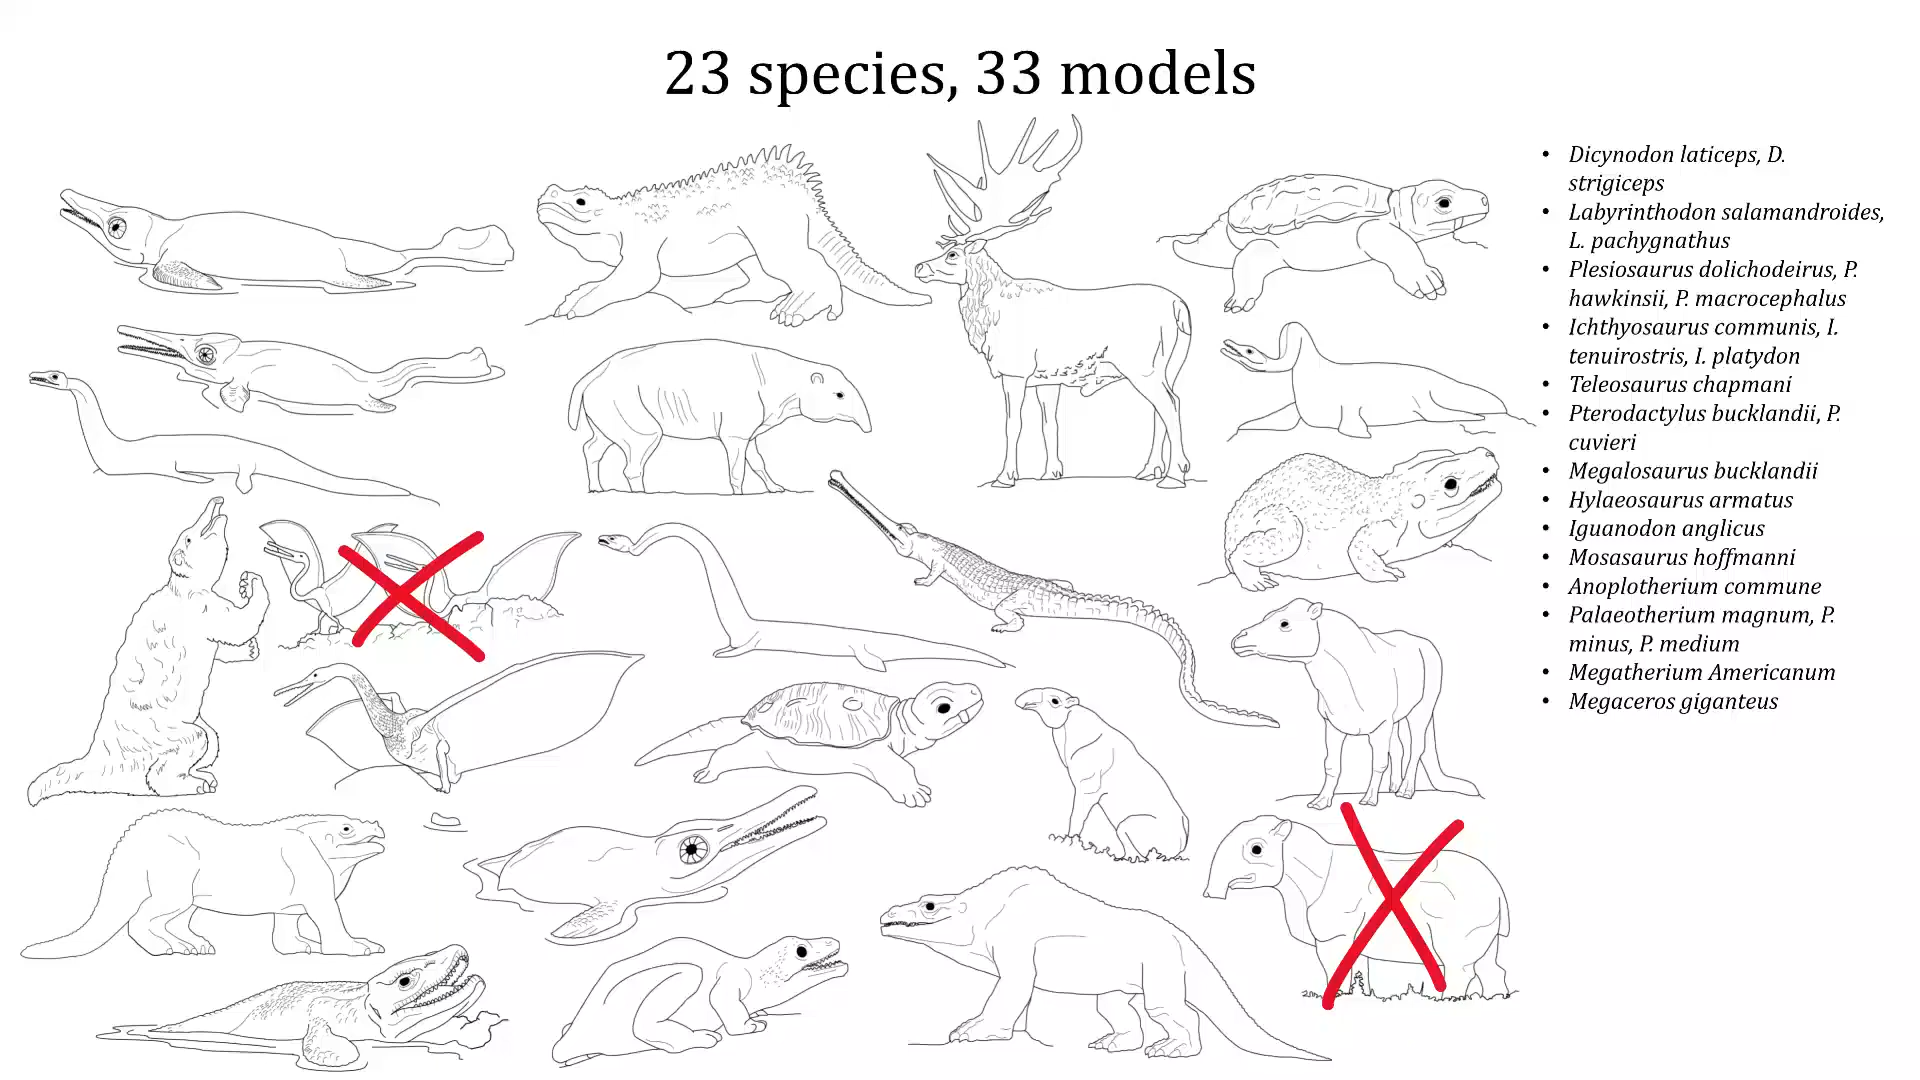 23 species, 33 models
• Dicynodon laticeps, D.
strigiceps
• Labyrinthodon salamandroides,
L. pachygnathus
• Plesiosaurus dolichodeirus, P.
hawkinsii, P. macrocephalus
• Ichthyosaurus communis, I.
tenuirostris, I. platydon
• Teleosaurus chapmani
• Pterodactylus bucklandii, P.
cuvieri
• Megalosaurus bucklandii
• Hylaeosaurus armatus
• Iguanodon anglicus
• Mosasaurus hoffmanni
• Anoplotherium commune
• Palaeotherium magnum, P.
minus, P. medium
• Megatherium Americanum
• Megaceros giganteus